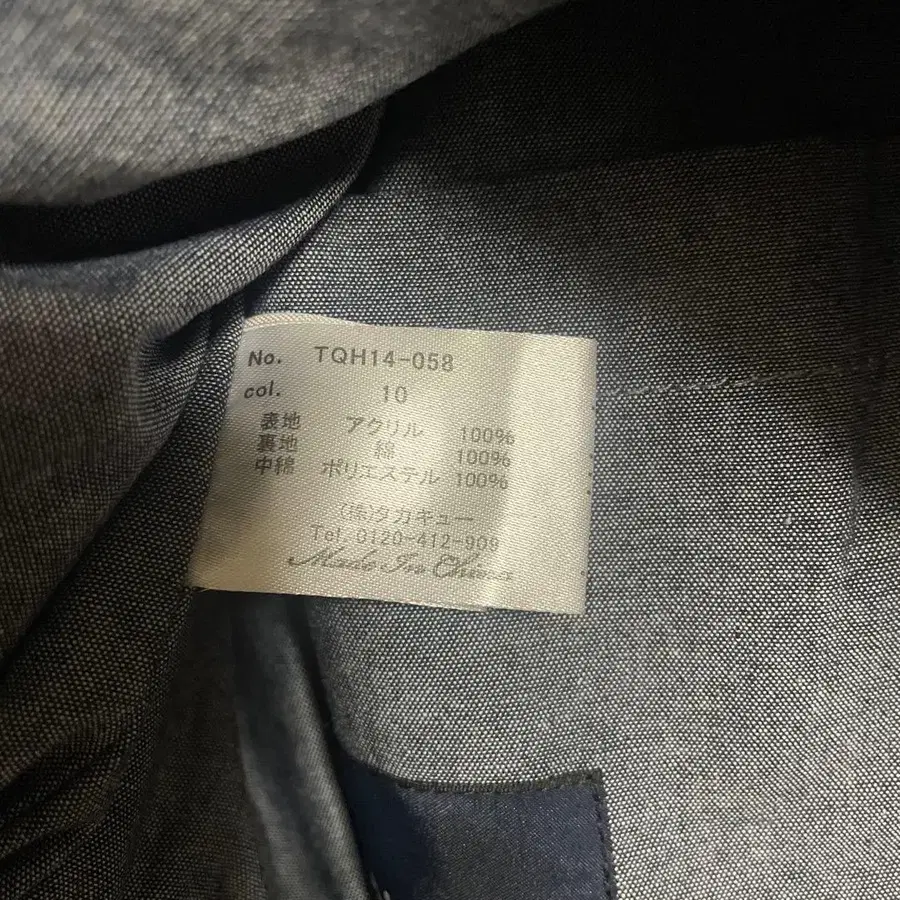 No. TQH14-058
col. 10
表地 アクリル 100%
裏地 綿 100%
中綿 ポリエステル 100%
(株)タカキュー
Tel. 0120-412-909
Made In China